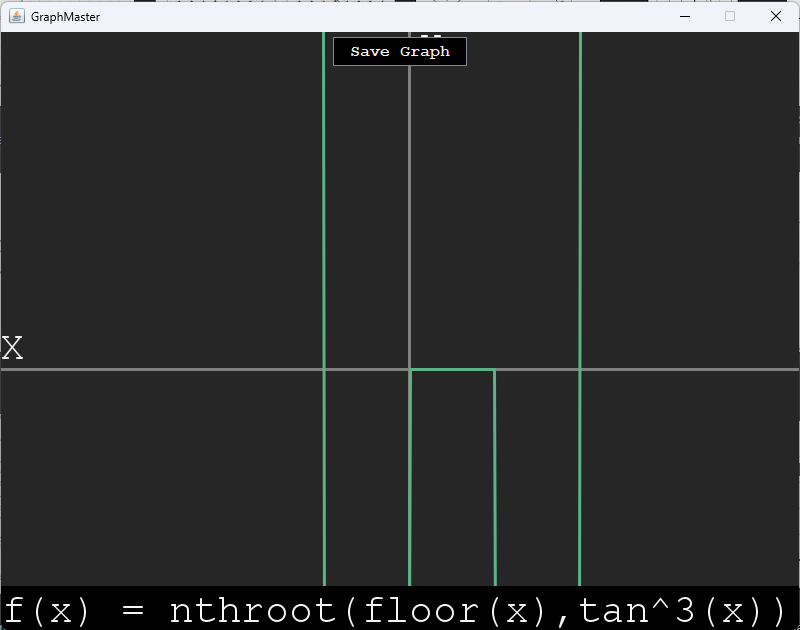 GraphMaster
Save Graph
X
f(x) = nthroot(floor(x),tan^3(x))